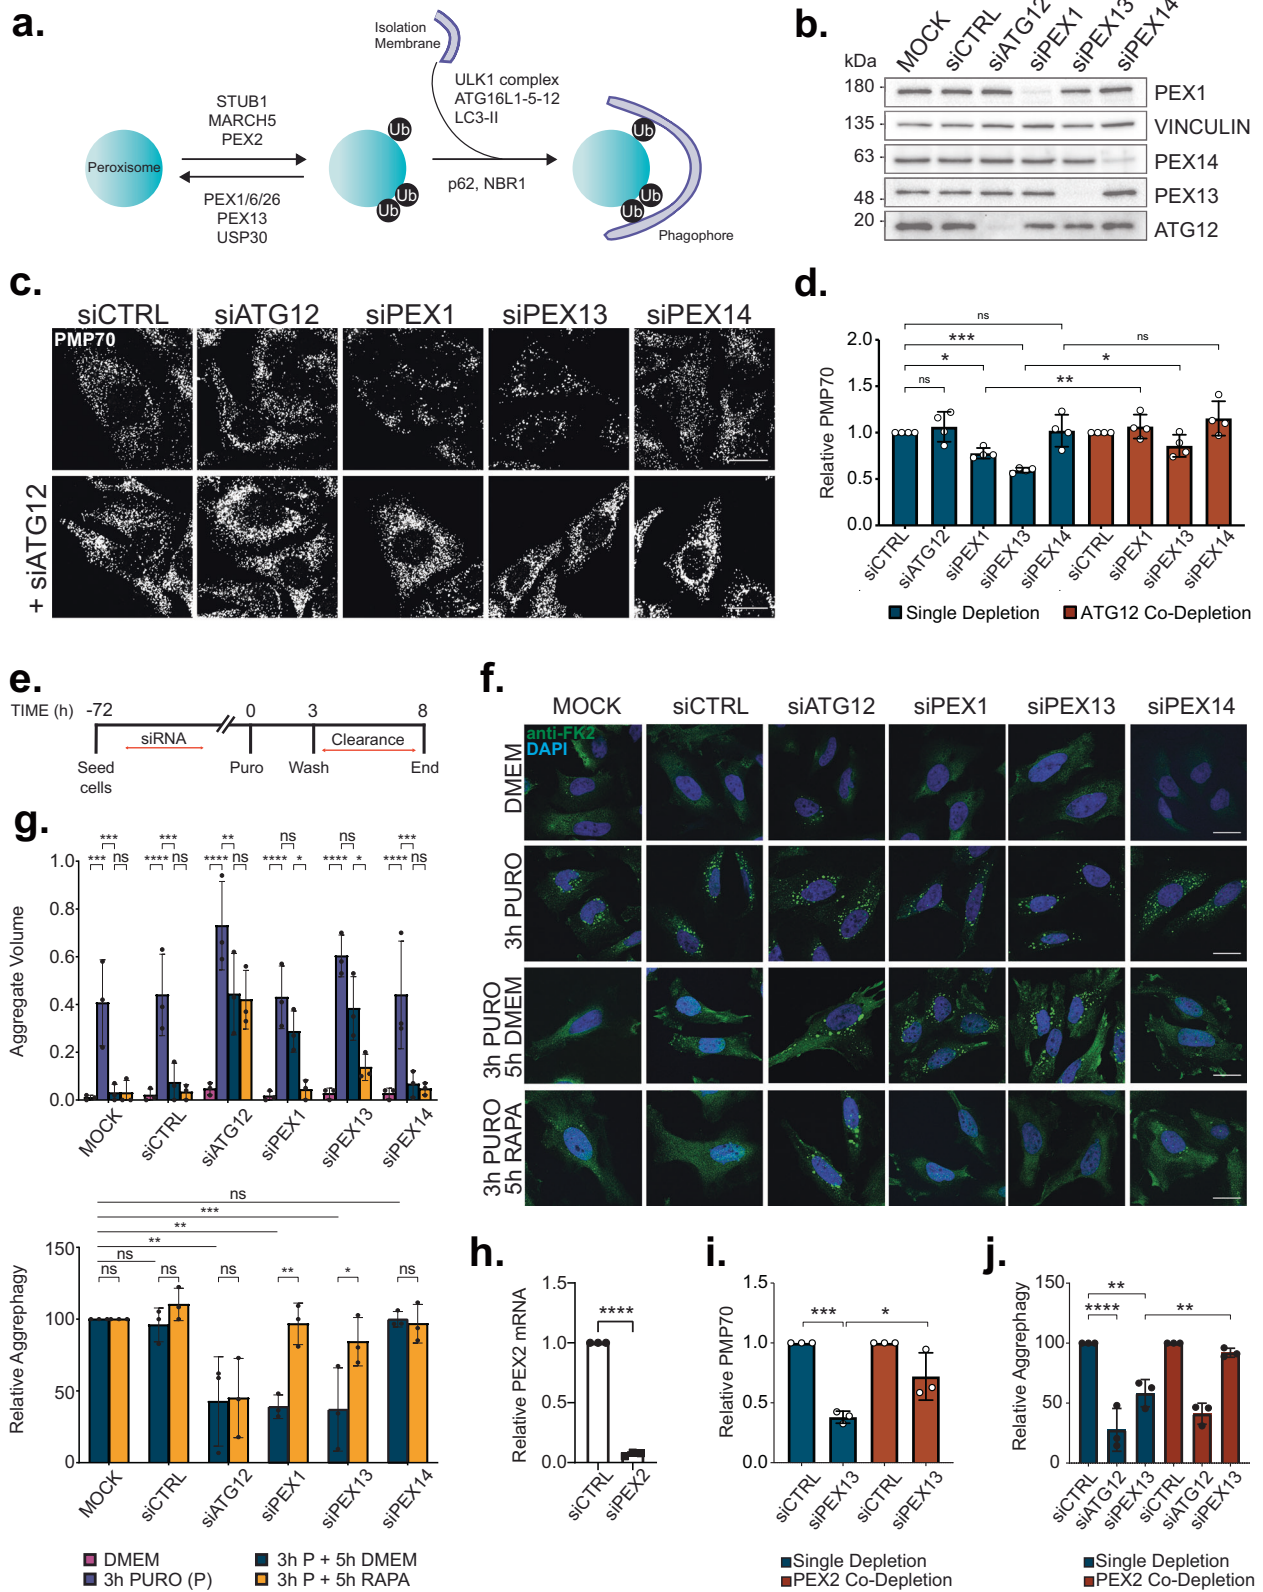 a.
Isolation
Membrane
ULK1 complex
ATG16L1-5-12
LC3-II
STUB1
MARCH5
PEX2
Peroxisome
PEX1/6/26
PEX13
USP30
Ub
Ub
Ub
p62, NBR1
Ub
Ub
Ub
Phagophore
b.
kDa
MOCK
siCTRL
siATG12
siPEX1
siPEX13
siPEX14
180
PEX1
135
VINCULIN
63
PEX14
48
PEX13
20
ATG12
c.
siCTRL siATG12 siPEX1 siPEX13 siPEX14
PMP70
+ siATG12
d.
Relative PMP70
2.0
1.5
1.0
0.5
0.0
ns
*** ns
* *
ns **
siCTRL
siATG12
siPEX1
siPEX13
siPEX14
siCTRL
siPEX1
siPEX13
siPEX14
Single Depletion ATG12 Co-Depletion
e.
TIME (h) -72 0 3 8
siRNA Clearance
Seed cells
Puro Wash End
f.
MOCK siCTRL siATG12 siPEX1 siPEX13 siPEX14
anti-FK2
DAPI
DMEM
3h PURO
3h PURO
5h DMEM
3h PURO
5h RAPA
g.
*** *** ** ns ns ***
*** ns **** ns **** ns **** * **** * **** ns
Aggregate Volume
1.0
0.8
0.6
0.4
0.2
0.0
MOCK
siCTRL
siATG12
siPEX1
siPEX13
siPEX14
ns
***
**
**
ns
ns ns ns ** * ns
Relative Aggrephagy
150
100
50
0
MOCK
siCTRL
siATG12
siPEX1
siPEX13
siPEX14
DMEM 3h P + 5h DMEM
3h PURO (P) 3h P + 5h RAPA
h.
Relative PEX2 mRNA
1.5
1.0
0.5
0.0
****
siCTRL
siPEX2
i.
Relative PMP70
1.5
1.0
0.5
0.0
*** *
siCTRL
siPEX13
siCTRL
siPEX13
Single Depletion
PEX2 Co-Depletion
j.
Relative Aggrephagy
150
100
50
0
**
**** **
siCTRL
siATG12
siPEX13
siCTRL
siATG12
siPEX13
Single Depletion
PEX2 Co-Depletion